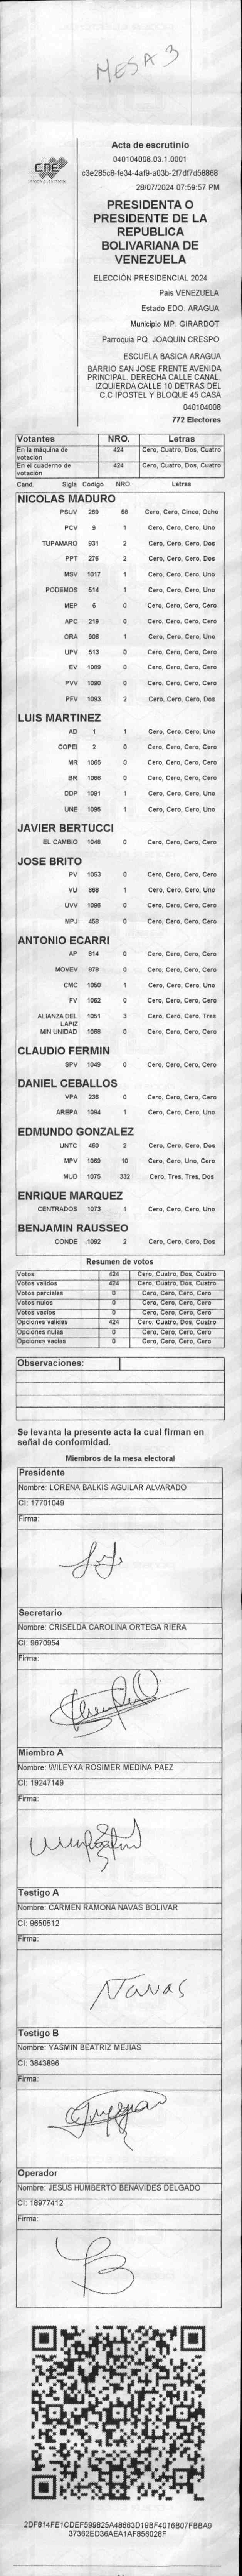 MESA 3
CNE
Acta de escrutinio
040104008.03.1.0001
c3e285c8-fe34-4af9-a03b-2f7df7d58868
28/07/2024 07:59:57 PM
PRESIDENTA O
PRESIDENTE DE LA
REPUBLICA
BOLIVARIANA DE
VENEZUELA
ELECCIÓN PRESIDENCIAL 2024
Pais VENEZUELA
Estado EDO. ARAGUA
Municipio MP. GIRARDOT
Parroquia PQ. JOAQUIN CRESPO
ESCUELA BASICA ARAGUA
BARRIO SAN JOSE FRENTE AVENIDA
PRINCIPAL. DERECHA CALLE CANAL.
IZQUIERDA CALLE 10 DETRAS DEL
C.C IPOSTEL Y BLOQUE 45 CASA
040104008
772 Electores
Votantes NRO. Letras
En la máquina de votación 424 Cero, Cuatro, Dos, Cuatro
En el cuaderno de votación 424 Cero, Cuatro, Dos, Cuatro
Cand. Sigla Codigo NRO. Letras
NICOLAS MADURO
PSUV 269 58 Cero, Cero, Cinco, Ocho
PCV 9 1 Cero, Cero, Cero, Uno
TUPAMARO 931 2 Cero, Cero, Cero, Dos
PPT 276 2 Cero, Cero, Cero, Dos
MSV 1017 1 Cero, Cero, Cero, Uno
PODEMOS 514 1 Cero, Cero, Cero, Uno
MEP 6 0 Cero, Cero, Cero, Cero
APC 219 0 Cero, Cero, Cero, Cero
ORA 906 1 Cero, Cero, Cero, Uno
UPV 513 0 Cero, Cero, Cero, Cero
EV 1089 0 Cero, Cero, Cero, Cero
PVV 1090 0 Cero, Cero, Cero, Cero
PFV 1093 2 Cero, Cero, Cero, Dos
LUIS MARTINEZ
AD 1 1 Cero, Cero, Cero, Uno
COPEI 2 0 Cero, Cero, Cero, Cero
MR 1065 0 Cero, Cero, Cero, Cero
BR 1066 0 Cero, Cero, Cero, Cero
DDP 1091 1 Cero, Cero, Cero, Uno
UNE 1095 1 Cero, Cero, Cero, Uno
JAVIER BERTUCCI
EL CAMBIO 1048 0 Cero, Cero, Cero, Cero
JOSE BRITO
PV 1053 0 Cero, Cero, Cero, Cero
VU 868 1 Cero, Cero, Cero, Uno
UVV 1096 0 Cero, Cero, Cero, Cero
MPJ 458 0 Cero, Cero, Cero, Cero
ANTONIO ECARRI
AP 814 0 Cero, Cero, Cero, Cero
MOVEV 978 0 Cero, Cero, Cero, Cero
CMC 1050 1 Cero, Cero, Cero, Uno
FV 1062 0 Cero, Cero, Cero, Cero
ALIANZA DEL LAPIZ 1051 3 Cero, Cero, Cero, Tres
MIN UNIDAD 1058 0 Cero, Cero, Cero, Cero
CLAUDIO FERMIN
SPV 1049 0 Cero, Cero, Cero, Cero
DANIEL CEBALLOS
VPA 236 0 Cero, Cero, Cero, Cero
AREPA 1094 1 Cero, Cero, Cero, Uno
EDMUNDO GONZALEZ
UNTC 460 2 Cero, Cero, Cero, Dos
MPV 1069 10 Cero, Cero, Uno, Cero
MUD 1075 332 Cero, Tres, Tres, Dos
ENRIQUE MARQUEZ
CENTRADOS 1073 1 Cero, Cero, Cero, Uno
BENJAMIN RAUSSEO
CONDE 1092 2 Cero, Cero, Cero, Dos
Resumen de votos
Votos 424 Cero, Cuatro, Dos, Cuatro
Votos validos 424 Cero, Cuatro, Dos, Cuatro
Votos parciales 0 Cero, Cero, Cero, Cero
Votos nulos 0 Cero, Cero, Cero, Cero
Votos vacios 0 Cero, Cero, Cero, Cero
Opciones validas 424 Cero, Cuatro, Dos, Cuatro
Opciones nulas 0 Cero, Cero, Cero, Cero
Opciones vacias 0 Cero, Cero, Cero, Cero
Observaciones:
Se levanta la presente acta la cual firman en
señal de conformidad.
Miembros de la mesa electoral
Presidente
Nombre: LORENA BALKIS AGUILAR ALVARADO
CI: 17701049
Firma:
Secretario
Nombre: CRISELDA CAROLINA ORTEGA RIERA
CI: 9670954
Firma:
Miembro A
Nombre: WILEYKA ROSIMER MEDINA PAEZ
CI: 19247149
Firma:
Testigo A
Nombre: CARMEN RAMONA NAVAS BOLIVAR
CI: 9650512
Firma:
Navas
Testigo B
Nombre: YASMIN BEATRIZ MEJIAS
CI: 3843896
Firma:
Operador
Nombre: JESUS HUMBERTO BENAVIDES DELGADO
CI: 18977412
Firma:
2DF814FE1CDEF599825A48663D19BF4016B07FBBA9
37362ED36AEA1AF856028F